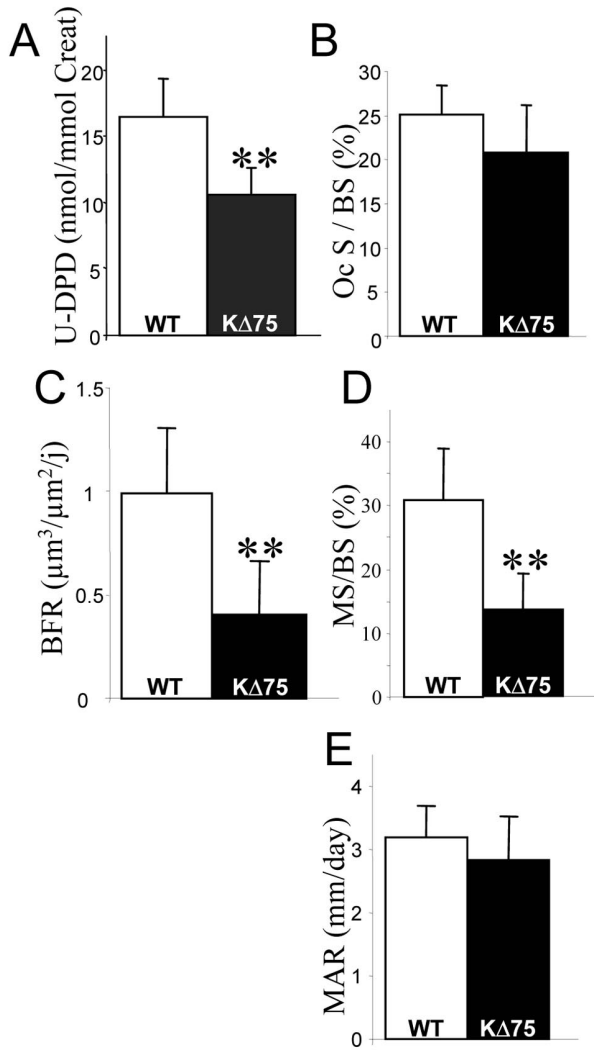 A
U-DPD (nmol/mmol Creat)
20
15
10
5
0
**
WT
KΔ75
B
Oc S / BS (%)
30
25
20
15
10
5
0
WT
KΔ75
C
BFR (μm³/μm²/j)
1.5
1
0.5
0
**
WT
KΔ75
D
MS/BS (%)
40
30
20
10
0
**
WT
KΔ75
E
MAR (mm/day)
4
3
2
1
0
WT
KΔ75